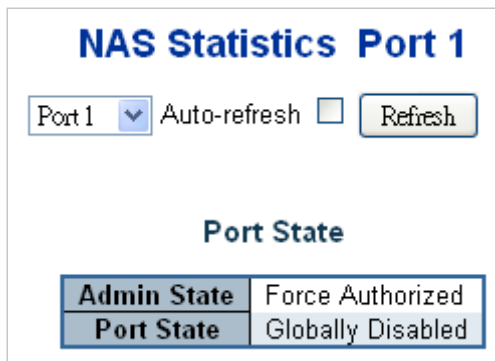 NAS Statistics Port 1
Port 1 Auto-refresh Refresh
Port State
Admin State Force Authorized
Port State Globally Disabled